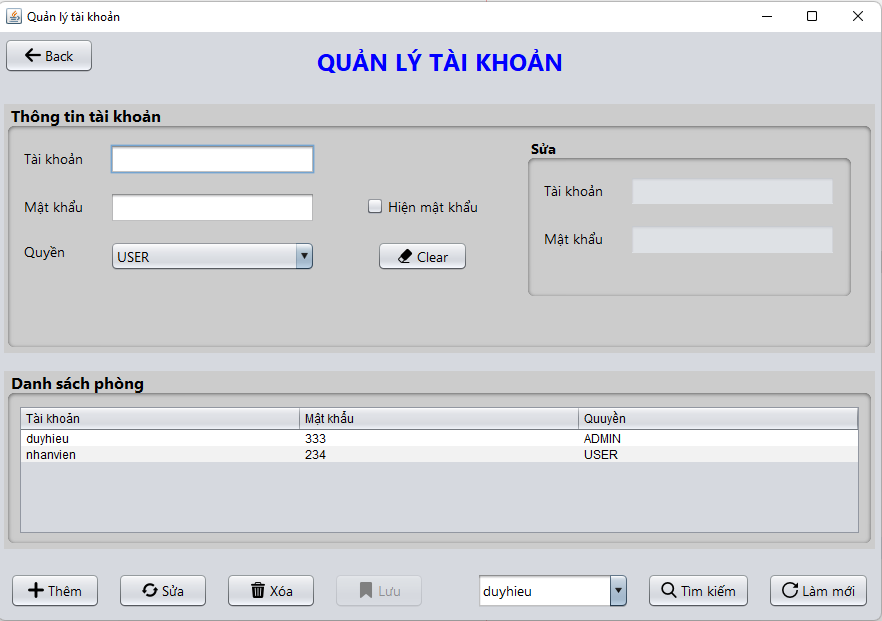 Quản lý tài khoản
Back
QUẢN LÝ TÀI KHOẢN
Thông tin tài khoản
Tài khoản
Mật khẩu
Hiện mật khẩu
Quyền
USER
Clear
Sửa
Tài khoản
Mật khẩu
Danh sách phòng
Tài khoản Mật khẩu Quuyền
duyhieu 333 ADMIN
nhanvien 234 USER
Thêm Sửa Xóa Lưu duyhieu Tìm kiếm Làm mới